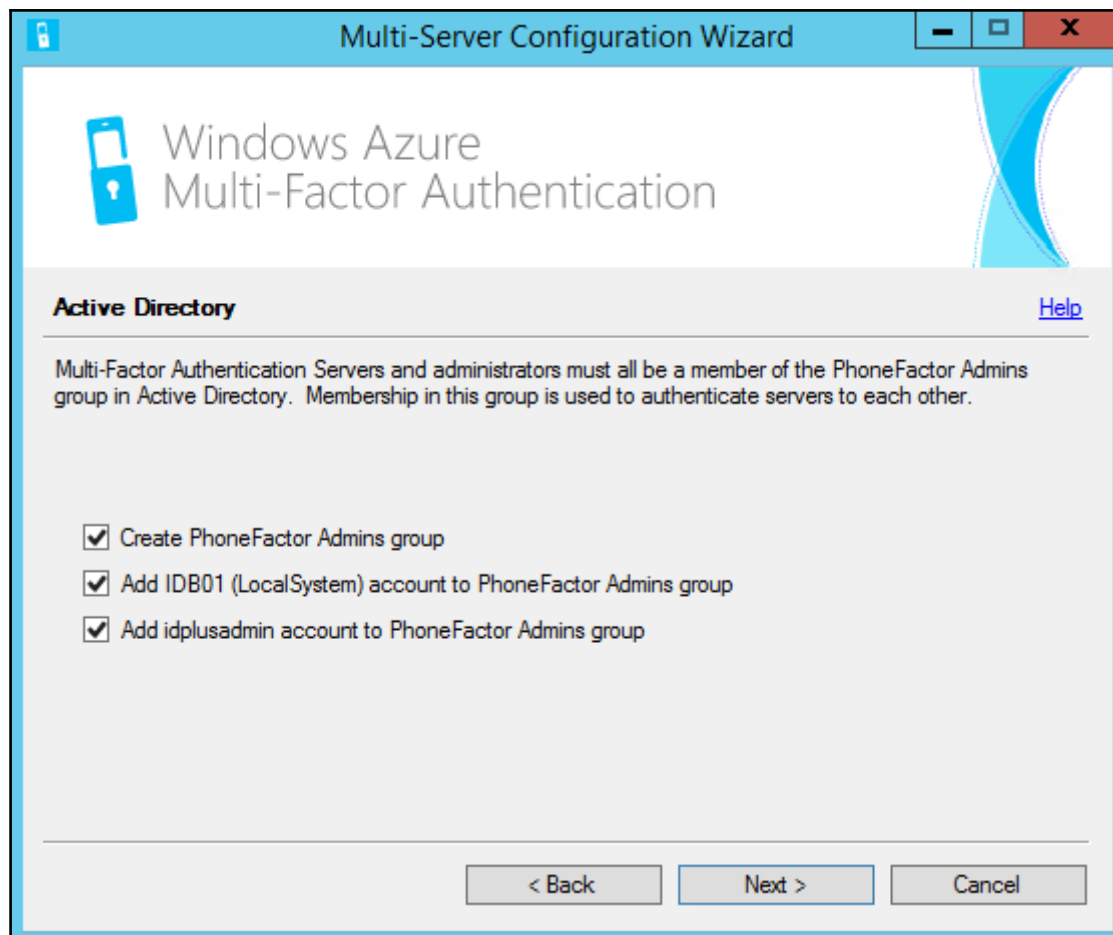 Multi-Server Configuration Wizard
Windows Azure
Multi-Factor Authentication
Active Directory
Help
Multi-Factor Authentication Servers and administrators must all be a member of the PhoneFactor Admins
group in Active Directory.  Membership in this group is used to authenticate servers to each other.
Create PhoneFactor Admins group
Add IDB01 (LocalSystem) account to PhoneFactor Admins group
Add idplusadmin account to PhoneFactor Admins group
< Back
Next >
Cancel